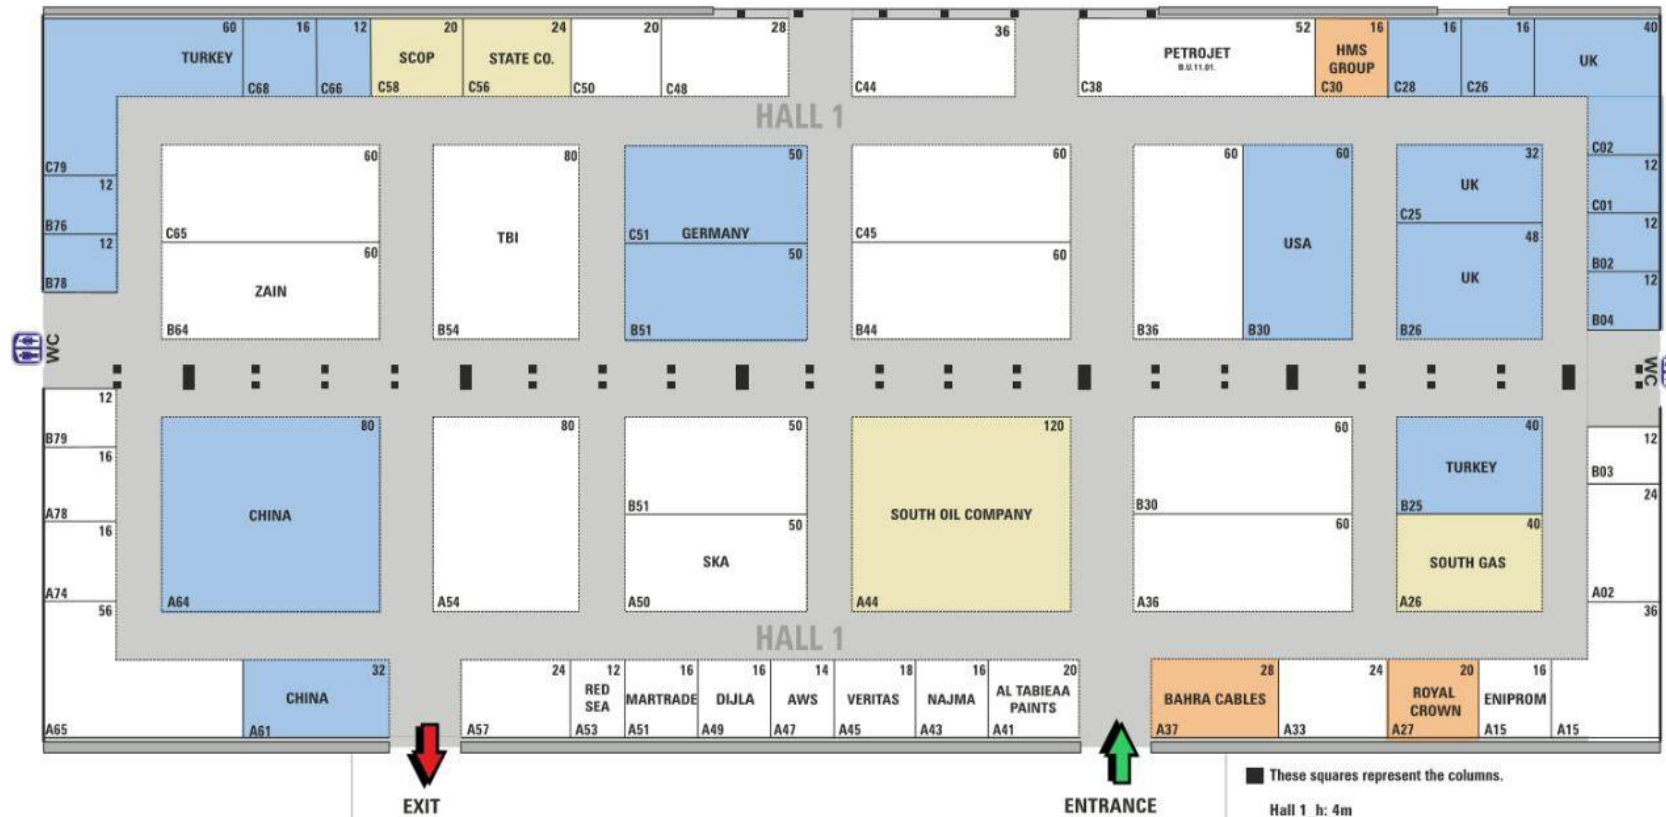 60 16 12 20 24 20 28 36 52 16 16 16 40
TURKEY SCOP STATE CO. PETROJET HMS GROUP UK
B.U.11.01.
C68 C66 C58 C56 C50 C48 C44 C38 C30 C28 C26
HALL 1
60 80 50 60 60 60 32
C79 C02
12 12
UK
B76 C65 C51 GERMANY C45 C25 C01
TBI USA
12 60 50 60 48 12
B78 ZAIN UK B02
12
B64 B54 B51 B44 B36 B30 B26 B04
WC WC
12 80 80 50 120 60 40 12
B79 TURKEY B03
16 24
A78 CHINA B51 SOUTH OIL COMPANY B30 B25
16 50 60 40
SKA SOUTH GAS
A74 A64 A54 A50 A44 A36 A26 A02
56 36
HALL 1
32 24 12 16 16 14 18 16 20 28 24 20 16
CHINA RED SEA MARTRADE DIJLA AWS VERITAS NAJMA AL TABIEAA PAINTS BAHRA CABLES ROYAL CROWN ENIPROM
A65 A61 A57 A53 A51 A49 A47 A45 A43 A41 A37 A33 A27 A15 A15
These squares represent the columns.
EXIT ENTRANCE
Hall 1_h: 4m